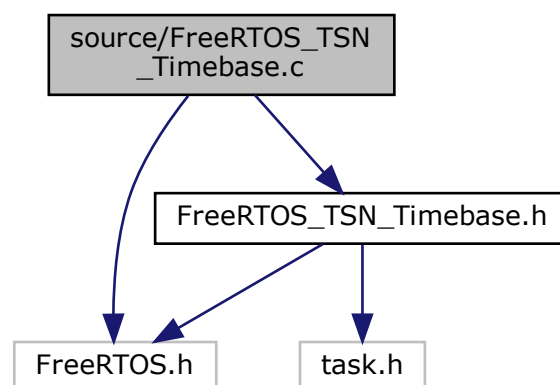 source/FreeRTOS_TSN
_Timebase.c
FreeRTOS_TSN_Timebase.h
FreeRTOS.h
task.h